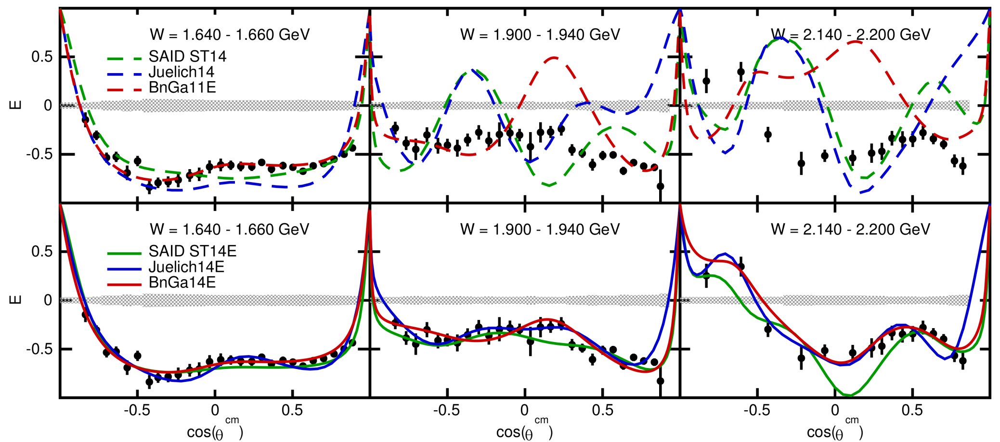 W = 1.640 - 1.660 GeV
W = 1.900 - 1.940 GeV
W = 2.140 - 2.200 GeV
SAID ST14
Juelich14
BnGa11E
0.5
0
-0.5
E
W = 1.640 - 1.660 GeV
W = 1.900 - 1.940 GeV
W = 2.140 - 2.200 GeV
SAID ST14E
Juelich14E
BnGa14E
0.5
0
-0.5
E
-0.5 0 0.5
-0.5 0 0.5
-0.5 0 0.5
cos(θ cm)
cos(θ cm)
cos(θ cm)